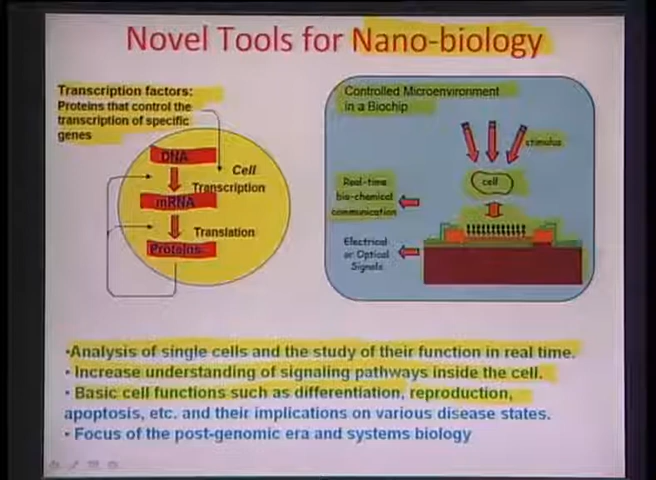 Novel Tools for Nano-biology
Transcription factors:
Proteins that control the
transcription of specific
genes
DNA
Cell
Transcription
mRNA
Translation
Proteins
Controlled Microenvironment
in a Biochip
stimulus
cell
Real-time
bio-chemical
communication
Electrical
or Optical
Signals
•Analysis of single cells and the study of their function in real time.
• Increase understanding of signaling pathways inside the cell.
• Basic cell functions such as differentiation, reproduction,
apoptosis, etc. and their implications on various disease states.
• Focus of the post-genomic era and systems biology